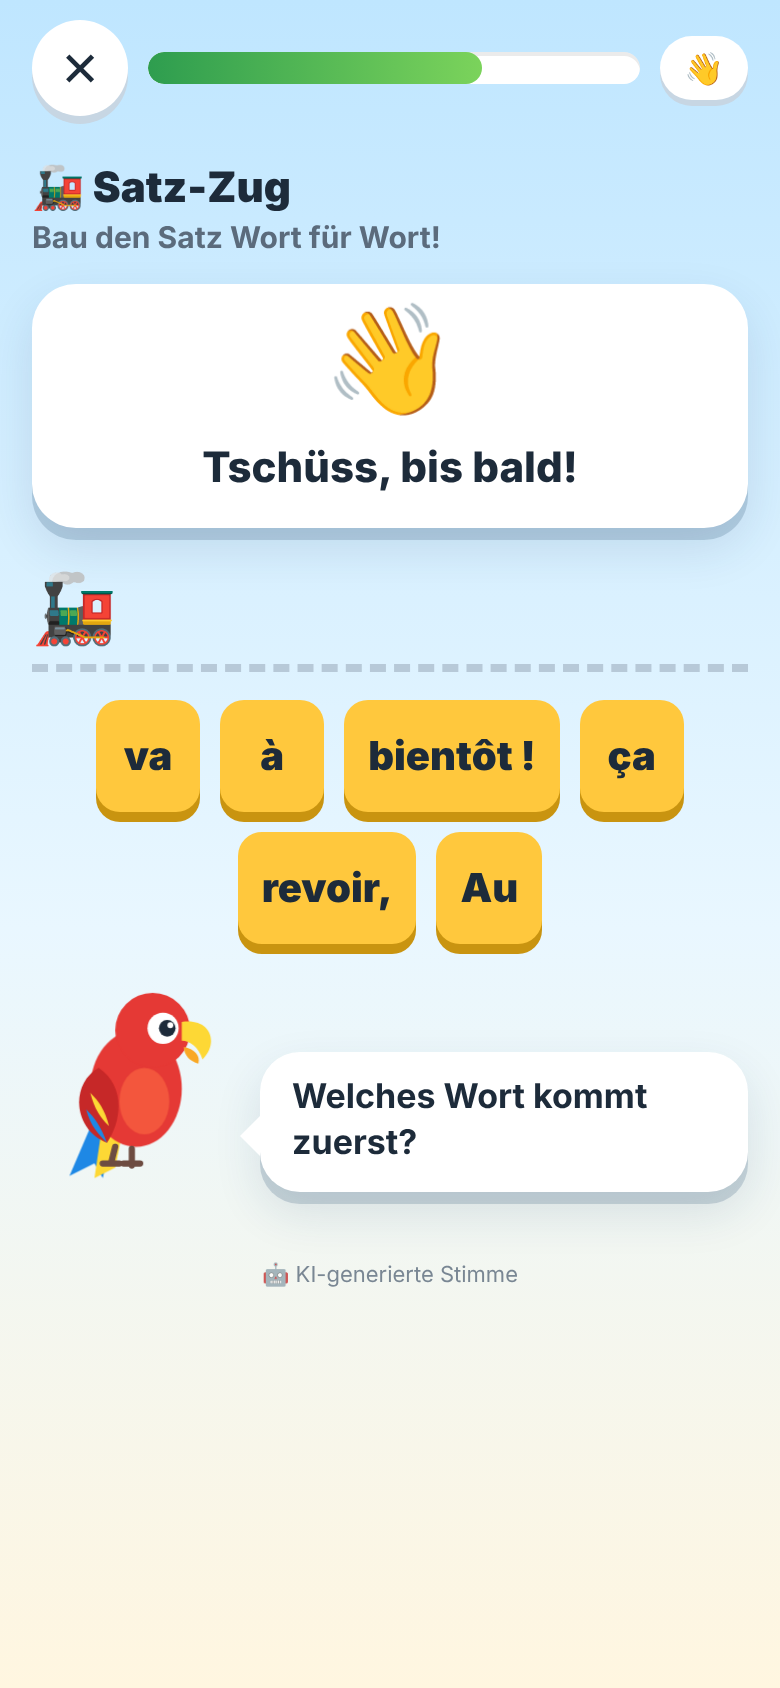 Satz-Zug
Bau den Satz Wort für Wort!
Tschüss, bis bald!
va à bientôt ! ça
revoir, Au
Welches Wort kommt
zuerst?
KI-generierte Stimme